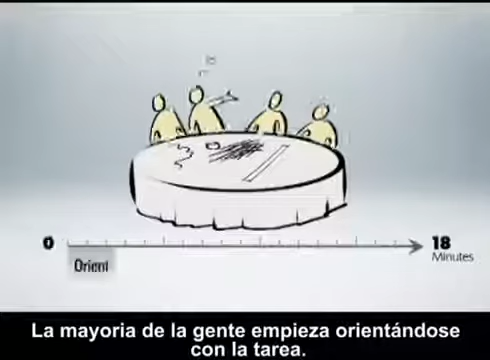 0
18
Minutes
Orient
La mayoria de la gente empieza orientándose
con la tarea.